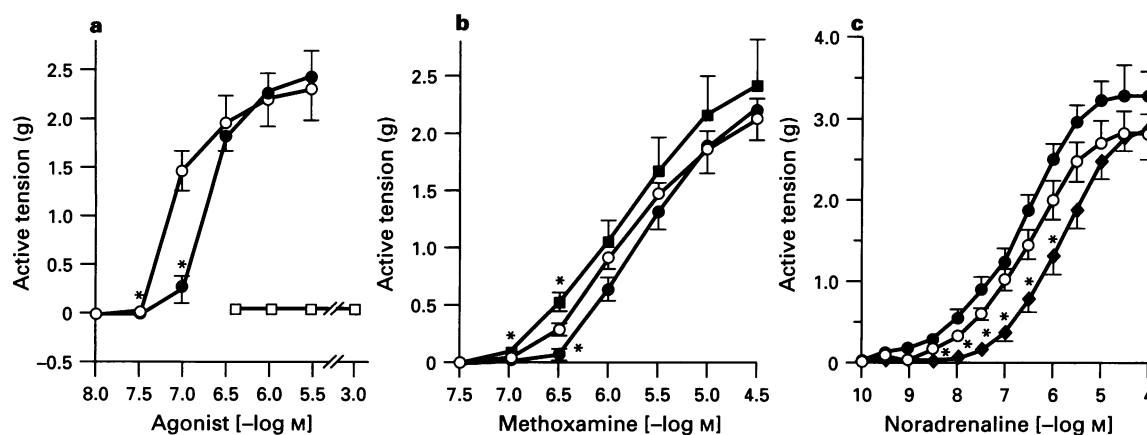 a
Active tension (g)
2.5
2.0
1.5
1.0
0.5
0
−0.5
*
*
8.0 7.5 7.0 6.5 6.0 5.5 3.0
Agonist [−log M]
b
Active tension (g)
2.5
2.0
1.5
1.0
0.5
0
*
*
*
7.5 7.0 6.5 6.0 5.5 5.0 4.5
Methoxamine [−log M]
c
Active tension (g)
4.0
3.0
2.0
1.0
0
*
*
*
*
*
*
10 9 8 7 6 5 4
Noradrenaline [−log M]